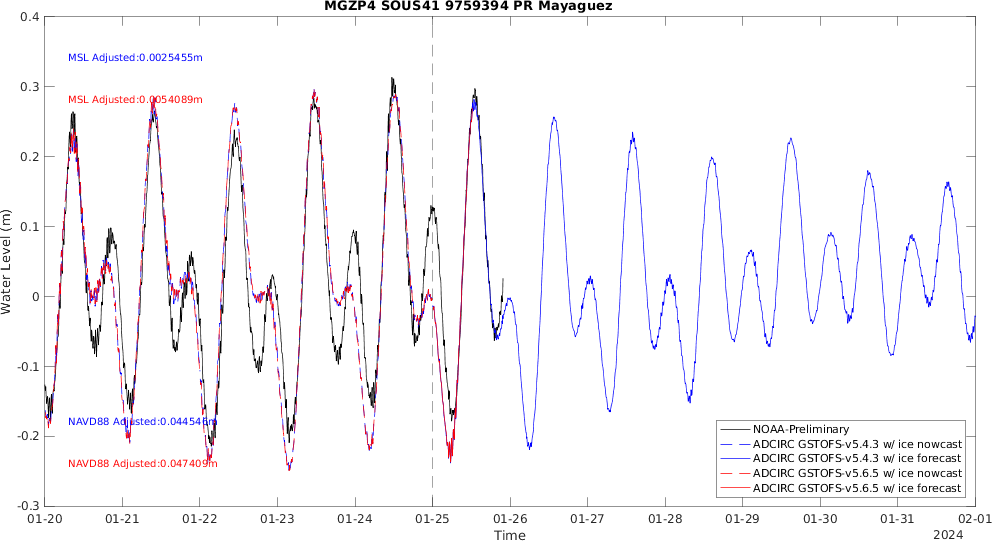 MGZP4 SOUS41 9759394 PR Mayaguez
0.4
0.3
0.2
0.1
0
-0.1
-0.2
-0.3
Water Level (m)
MSL Adjusted:0.0025455m
MSL Adjusted:0.0054089m
NAVD88 Adjusted:0.044546m
NAVD88 Adjusted:0.047409m
NOAA-Preliminary
ADCIRC GSTOFS-v5.4.3 w/ ice nowcast
ADCIRC GSTOFS-v5.4.3 w/ ice forecast
ADCIRC GSTOFS-v5.6.5 w/ ice nowcast
ADCIRC GSTOFS-v5.6.5 w/ ice forecast
01-20 01-21 01-22 01-23 01-24 01-25 01-26 01-27 01-28 01-29 01-30 01-31 02-01
Time
2024